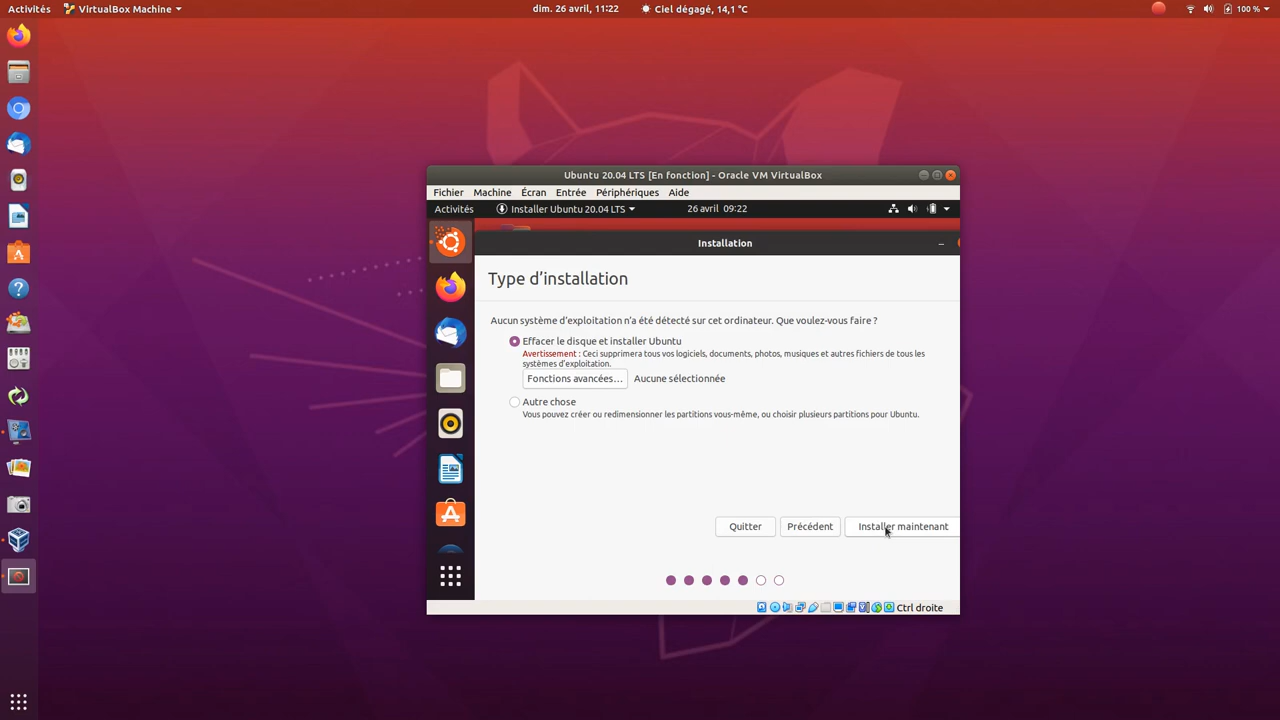 Activités VirtualBox Machine dim. 26 avril, 11:22 Ciel dégagé, 14,1 °C 100 %
Ubuntu 20.04 LTS [En fonction] - Oracle VM VirtualBox
Fichier Machine Écran Entrée Périphériques Aide
Activités Installer Ubuntu 20.04 LTS 26 avril 09:22
Installation
Type d’installation
Aucun système d’exploitation n’a été détecté sur cet ordinateur. Que voulez-vous faire ?
Effacer le disque et installer Ubuntu
Avertissement : Ceci supprimera tous vos logiciels, documents, photos, musiques et autres fichiers de tous les
systèmes d’exploitation.
Fonctions avancées… Aucune sélectionnée
Autre chose
Vous pouvez créer ou redimensionner les partitions vous-même, ou choisir plusieurs partitions pour Ubuntu.
Quitter Précédent Installer maintenant
Ctrl droite